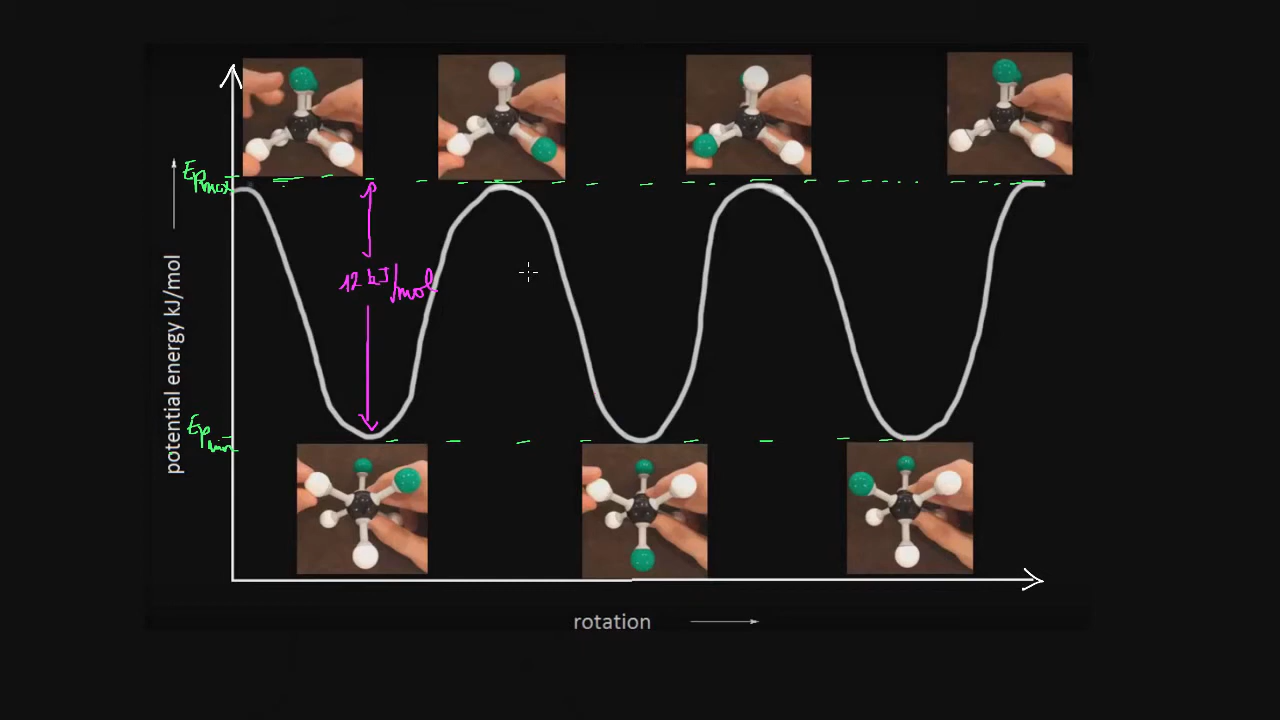 Epmax
12 kJ/mol
potential energy kJ/mol
Epmin
rotation